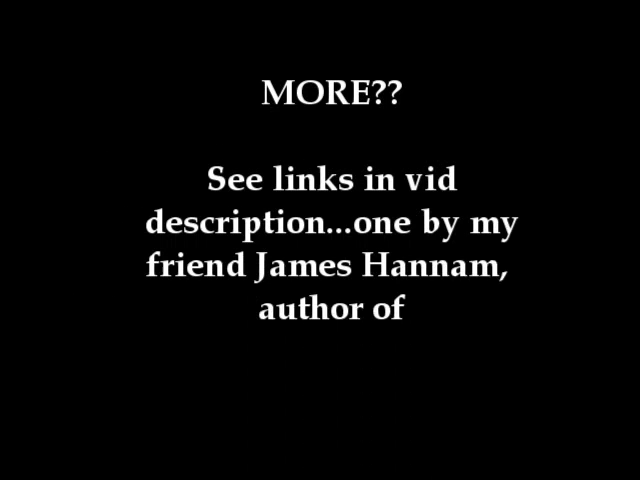 MORE??
See links in vid
description...one by my
friend James Hannam,
author of